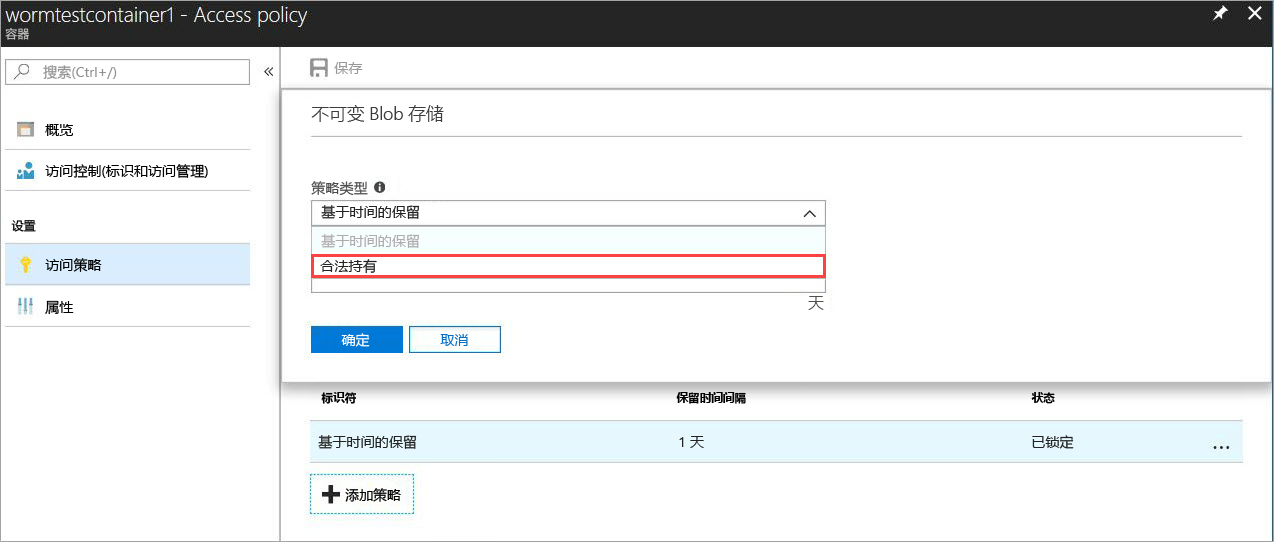 wormtestcontainer1 - Access policy
容器
搜索(Ctrl+/)
«
概览
访问控制(标识和访问管理)
设置
访问策略
属性
保存
不可变 Blob 存储
策略类型
基于时间的保留
基于时间的保留
合法持有
天
确定 取消
标识符 保留时间间隔 状态
基于时间的保留 1 天 已锁定 ...
添加策略